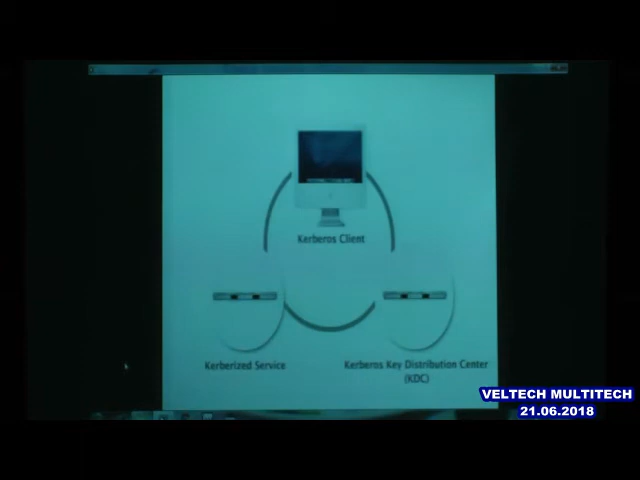 Kerberos Client
Kerberized Service
Kerberos Key Distribution Center
(KDC)
VELTECH MULTITECH
21.06.2018